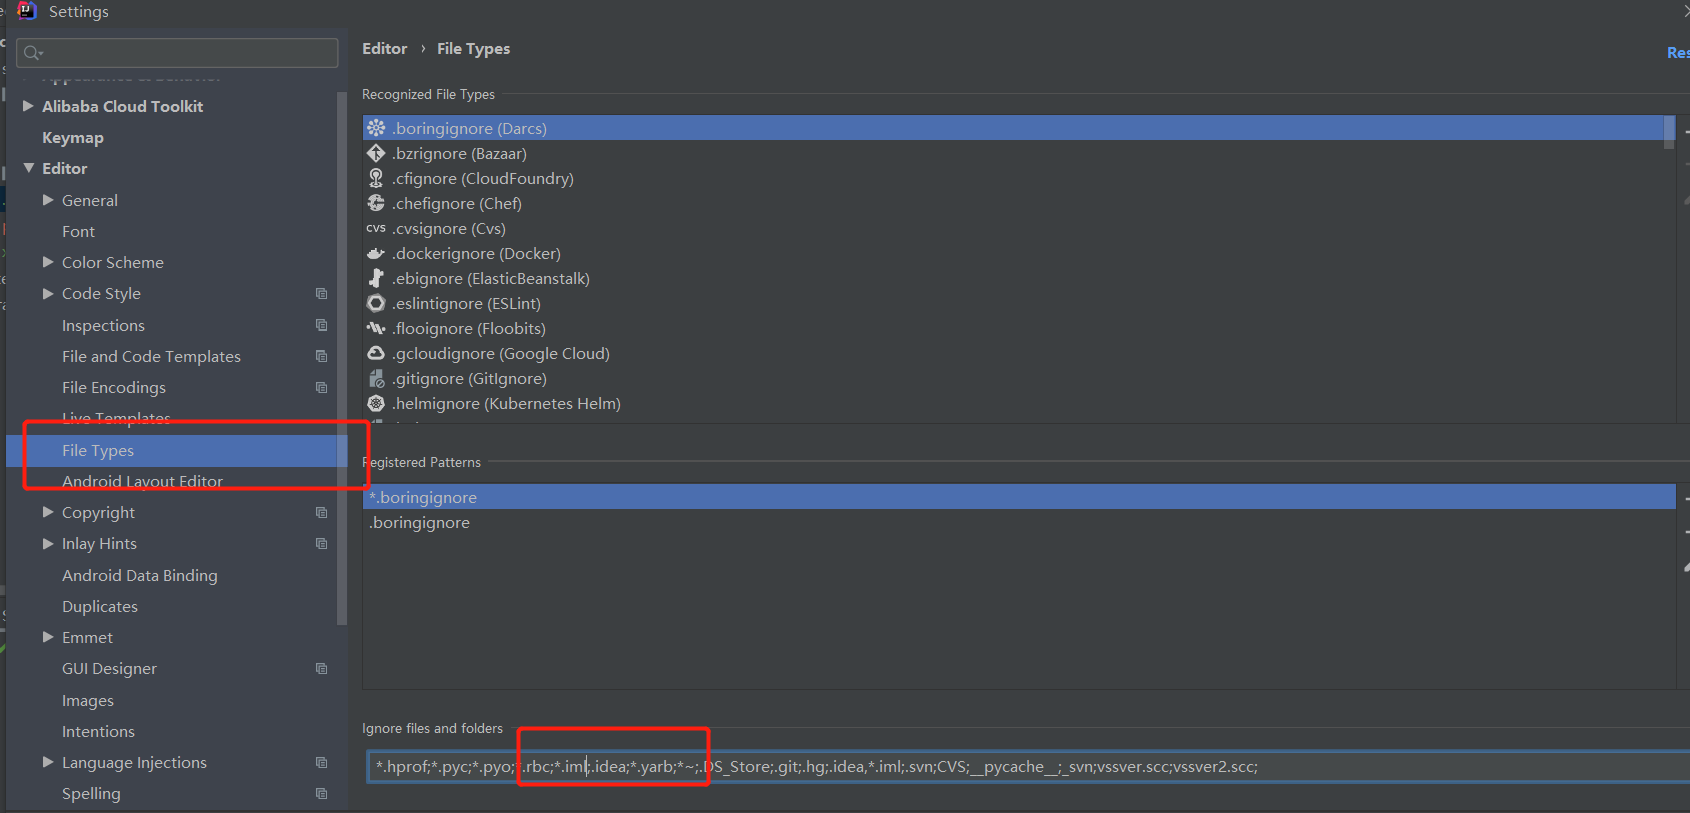 Settings
Editor › File Types
Res
Recognized File Types
Alibaba Cloud Toolkit
Keymap
Editor
General
Font
Color Scheme
Code Style
Inspections
File and Code Templates
File Encodings
Live Templates
File Types
Android Layout Editor
Copyright
Inlay Hints
Android Data Binding
Duplicates
Emmet
GUI Designer
Images
Intentions
Language Injections
Spelling
.boringignore (Darcs)
.bzrignore (Bazaar)
.cfignore (CloudFoundry)
.chefignore (Chef)
CVS .cvsignore (Cvs)
.dockerignore (Docker)
.ebignore (ElasticBeanstalk)
.eslintignore (ESLint)
.flooignore (Floobits)
.gcloudignore (Google Cloud)
.gitignore (GitIgnore)
.helmignore (Kubernetes Helm)
Registered Patterns
*.boringignore
.boringignore
Ignore files and folders
*.hprof;*.pyc;*.pyo;*.rbc;*.iml;.idea;*.yarb;*~;.DS_Store;.git;.hg;.idea,*.iml;.svn;CVS;__pycache__;_svn;vssver.scc;vssver2.scc;